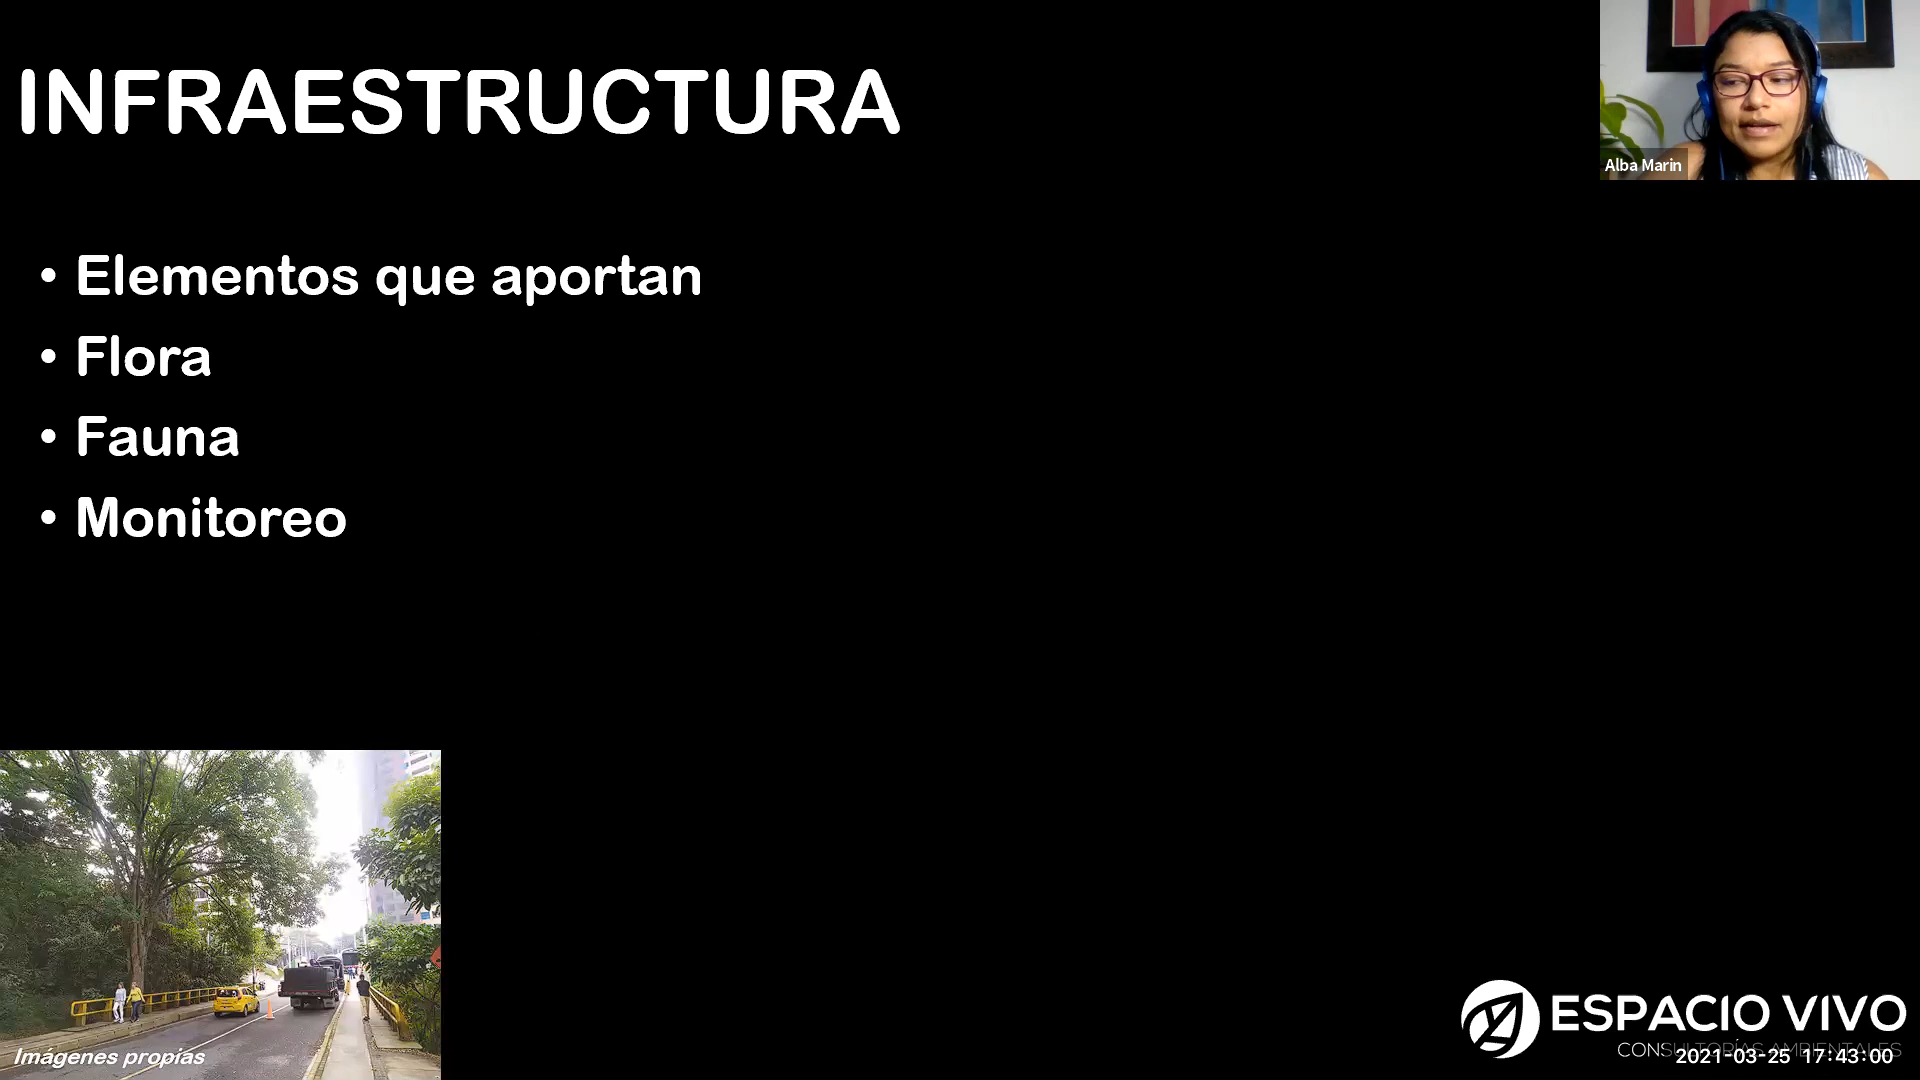 INFRAESTRUCTURA
Alba Marin
• Elementos que aportan
• Flora
• Fauna
• Monitoreo
Imágenes propias
ESPACIO VIVO
CONSULTORÍAS AMBIENTALES
2021-03-25 17:43:00